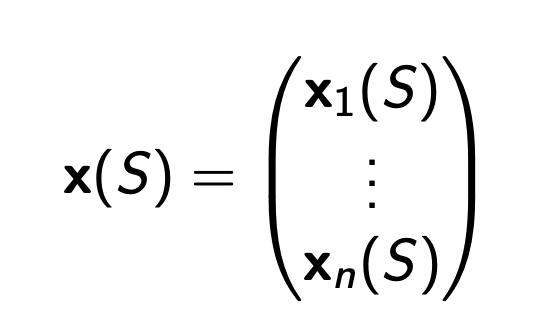 x₁(S)
x(S) = ⋮
xₙ(S)